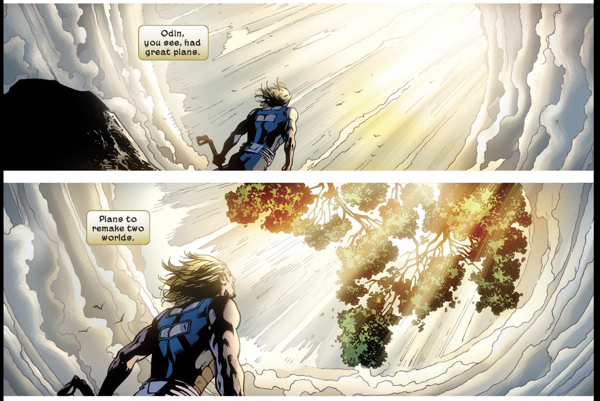 Odin,
you see, had
great plans.
Plans to
remake two
worlds.